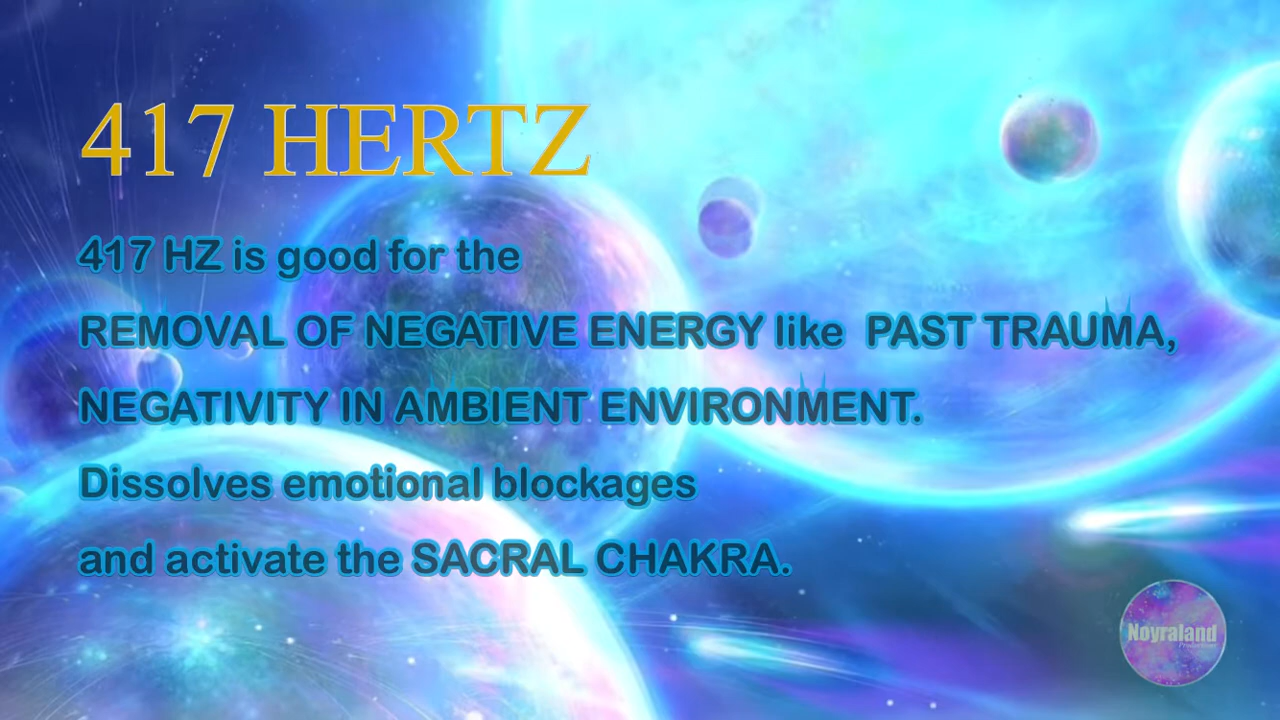 417 HERTZ
417 HZ is good for the
REMOVAL OF NEGATIVE ENERGY like PAST TRAUMA,
NEGATIVITY IN AMBIENT ENVIRONMENT.
Dissolves emotional blockages
and activate the SACRAL CHAKRA.
Noyraland
Productions